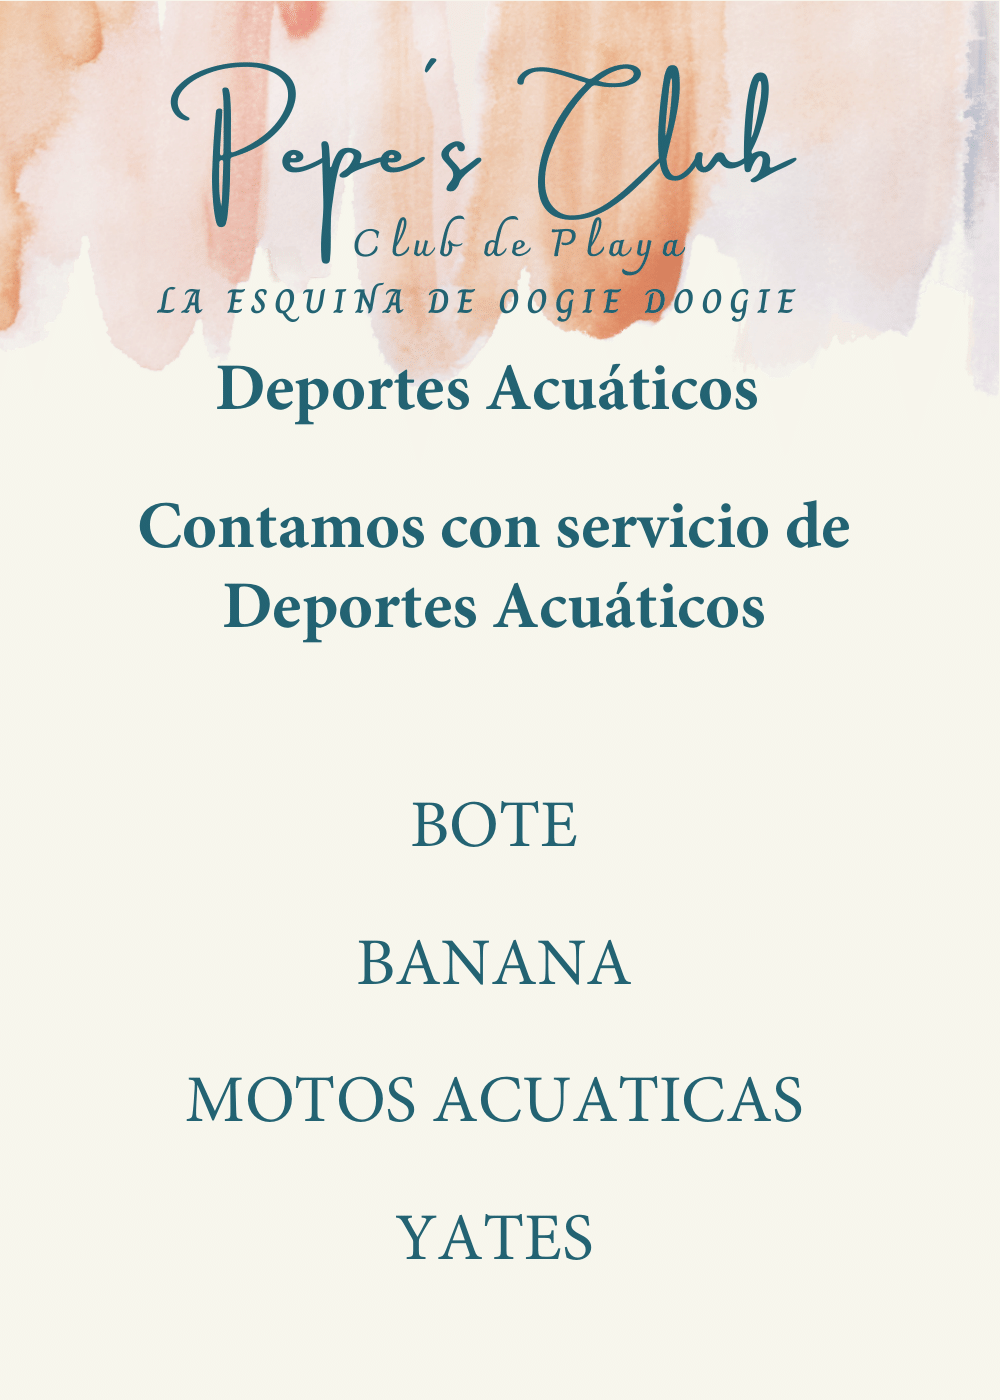 Pepe's Club
Club de Playa
LA ESQUINA DE OOGIE DOOGIE
Deportes Acuáticos
Contamos con servicio de
Deportes Acuáticos
BOTE
BANANA
MOTOS ACUATICAS
YATES